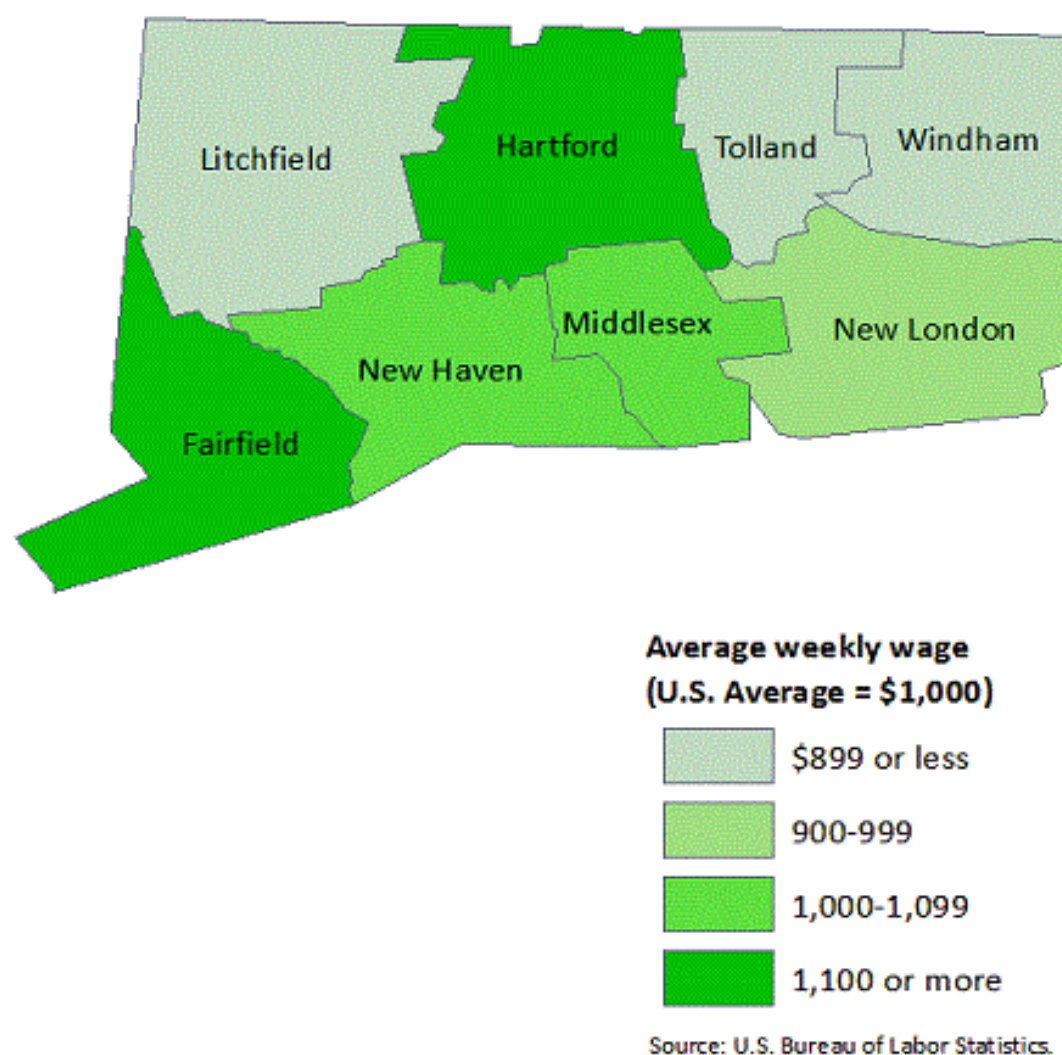 Litchfield
Hartford
Tolland
Windham
New Haven
Middlesex
New London
Fairfield
Average weekly wage
(U.S. Average = $1,000)
$899 or less
900-999
1,000-1,099
1,100 or more
Source: U.S. Bureau of Labor Statistics.